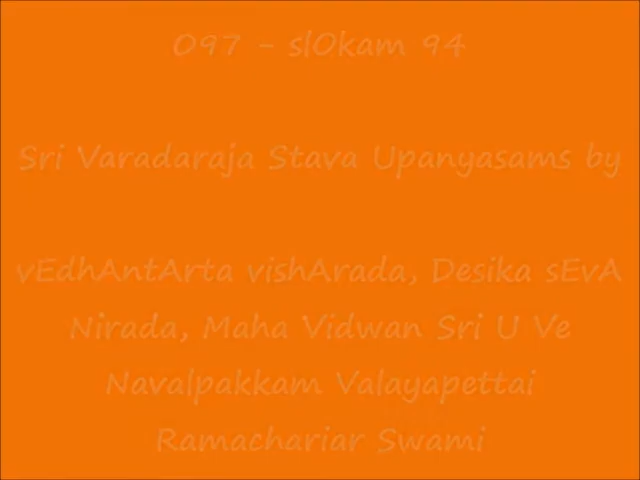 097 - slOkam 94
Sri Varadaraja Stava Upanyasams by
vEdhAntArta vishArada, Desika sEvA
Nirada, Maha Vidwan Sri U Ve
Navalpakkam Valayapettai
Ramachariar Swami